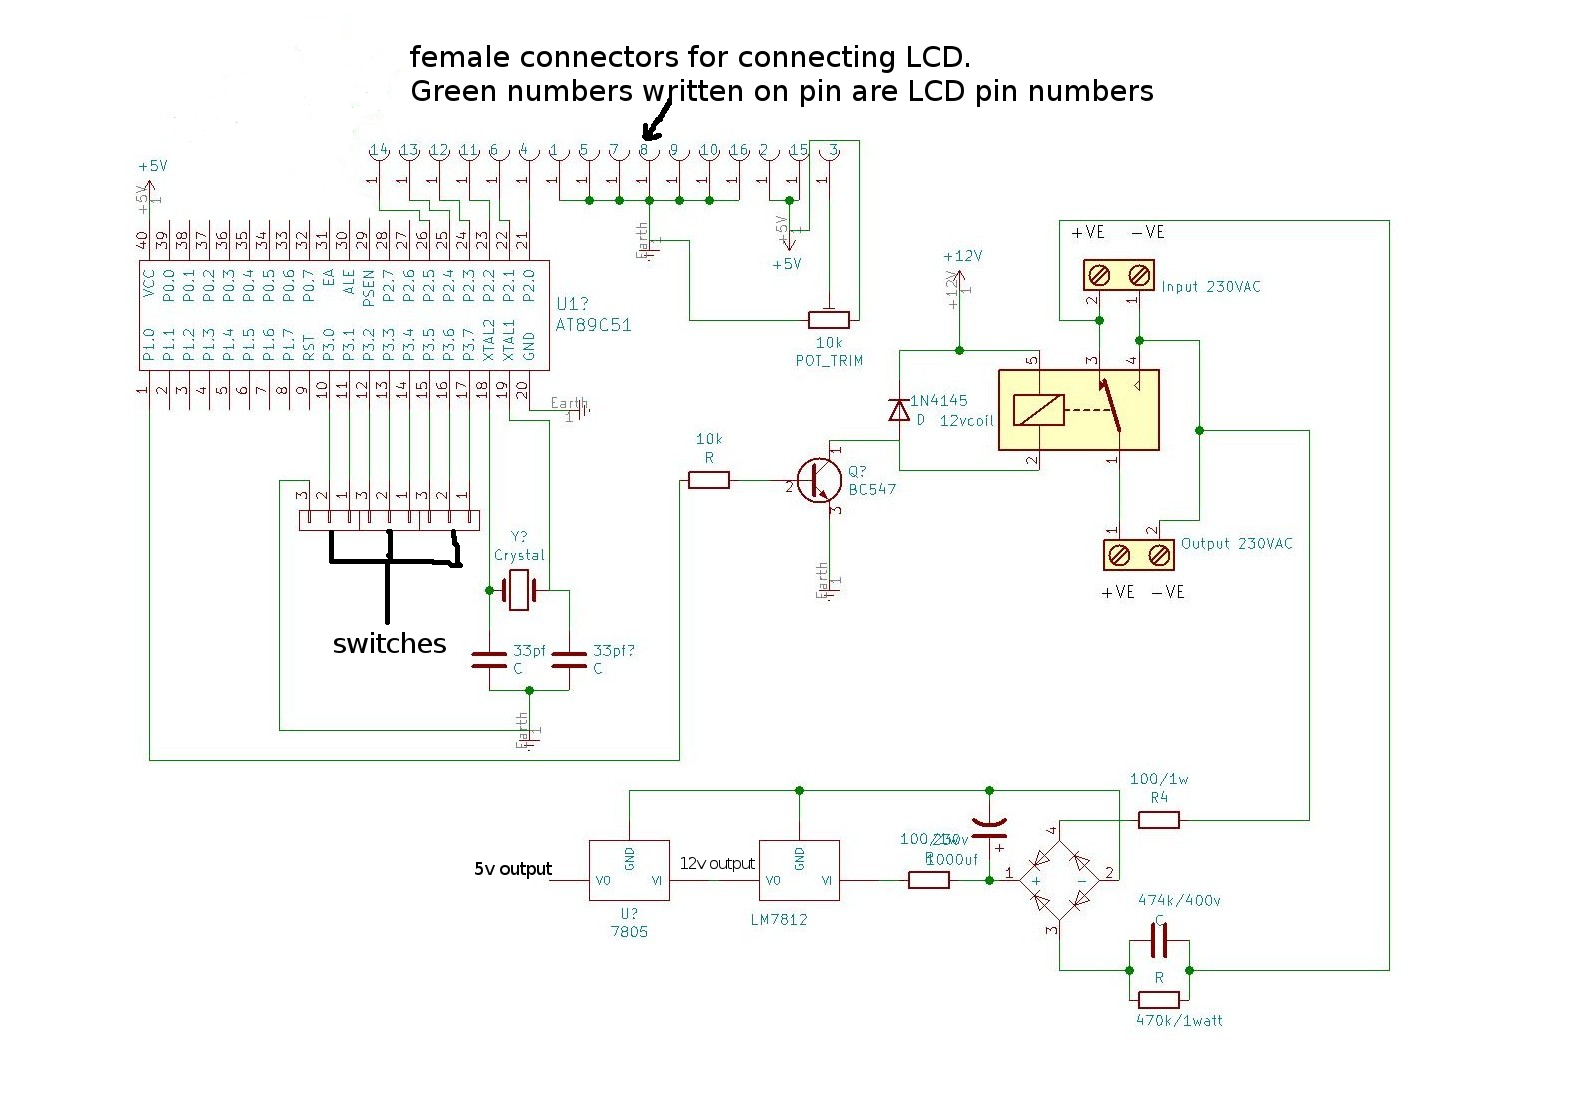 female connectors for connecting LCD.
Green numbers written on pin are LCD pin numbers
14 13 12 11 6 4 1 5 7 8 9 10 16 2 15 3
1 1 1 1 1 1 1 1 1 1 1 1 1 1 1 1
+5V
+5V 1
Earth 1
+5V 1
+5V
40 39 38 37 36 35 34 33 32 31 30 29 28 27 26 25 24 23 22 21
VCC P0.0 P0.1 P0.2 P0.3 P0.4 P0.5 P0.6 P0.7 EA ALE PSEN P2.7 P2.6 P2.5 P2.4 P2.3 P2.2 P2.1 P2.0
U1?
AT89C51
P1.0 P1.1 P1.2 P1.3 P1.4 P1.5 P1.6 P1.7 RST P3.0 P3.1 P3.2 P3.3 P3.4 P3.5 P3.6 P3.7 XTAL2 XTAL1 GND
1 2 3 4 5 6 7 8 9 10 11 12 13 14 15 16 17 18 19 20
Earth
1
10k
POT_TRIM
+12V
+12V 1
+VE -VE
2 1
Input 230VAC
5 3 4
1N4145
D
12vcoil
2 1
10k
R
1
2
3
Q?
BC547
Earth 1
1 2
Output 230VAC
+VE -VE
3 2 1 3 2 1 3 2 1
switches
Y?
Crystal
33pf
C
33pf?
C
Earth 1
100/1w
R4
GND
VO VI
5v output
U?
7805
12v output
GND
VO VI
LM7812
100/1w
R
230v
1000uf
+
4
1 + - 2
3
474k/400v
C
R
470k/1watt